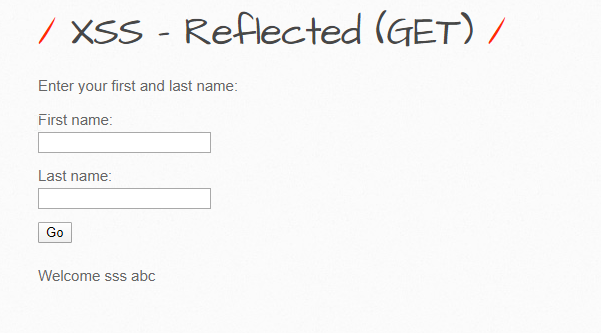 / XSS - Reflected (GET) /
Enter your first and last name:
First name:
Last name:
Go
Welcome sss abc